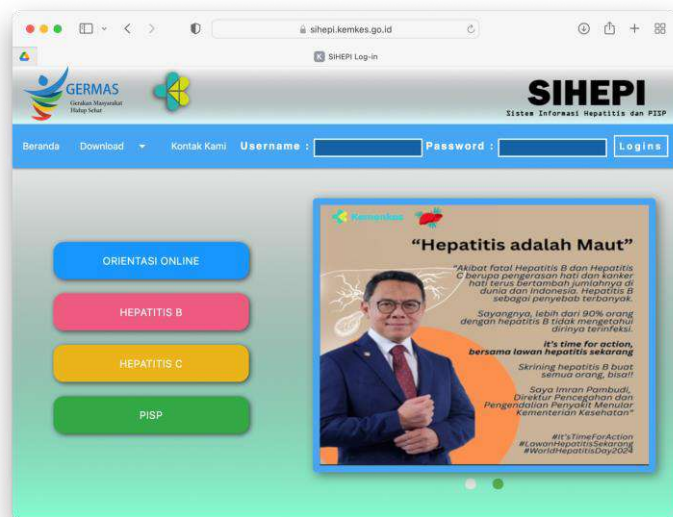 sihepi.kemkes.go.id
SIHEPI Log-in
GERMAS
Gerakan Masyarakat
Hidup Sehat
SIHEPI
Sistem Informasi Hepatitis dan PISP
Beranda Download Kontak Kami Username : Password : Logins
ORIENTASI ONLINE
HEPATITIS B
HEPATITIS C
PISP
Kemenkes
“Hepatitis adalah Maut”
"Akibat fatal Hepatitis B dan Hepatitis
C berupa pengerasan hati dan kanker
hati terus bertambah jumlahnya di
dunia dan Indonesia. Hepatitis B
sebagai penyebab terbanyak.
Sayangnya, lebih dari 90% orang
dengan hepatitis B tidak mengetahui
dirinya terinfeksi.
it's time for action,
bersama lawan hepatitis sekarang
Skrining hepatitis B buat
semua orang, bisa!!
Saya Imran Pambudi,
Direktur Pencegahan dan
Pengendalian Penyakit Menular
Kementerian Kesehatan"
#It'sTimeForAction
#LawanHepatitisSekarang
#WorldHepatitisDay2024